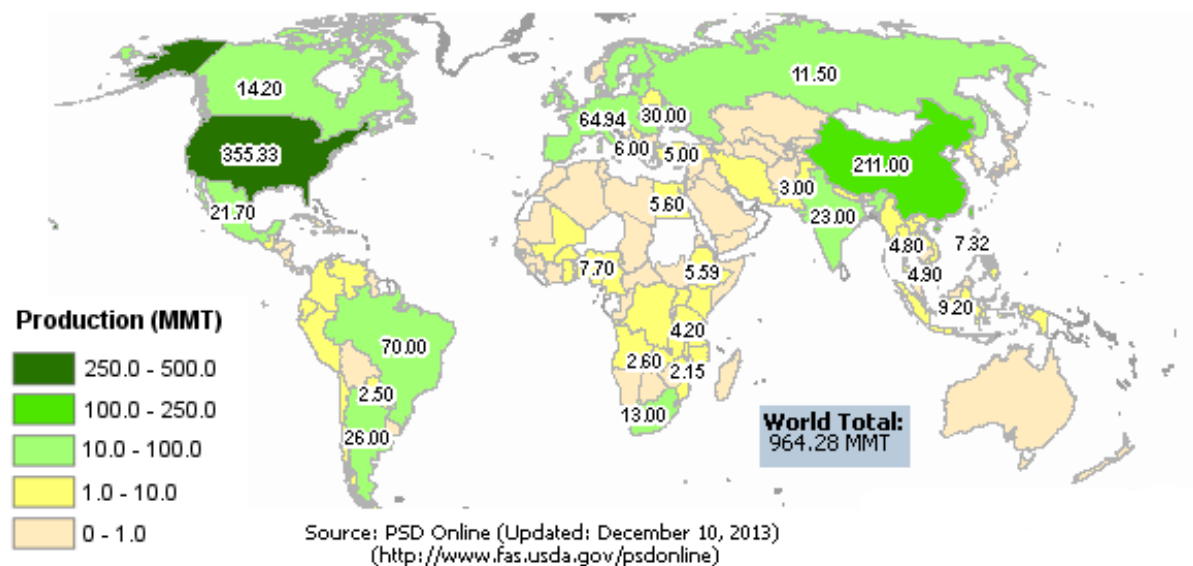 14.20
11.50
64.94
30.00
355.33
6.00
5.00
211.00
3.00
21.70
5.60
23.00
4.80
7.32
7.70
5.59
4.90
9.20
Production (MMT)
4.20
70.00
2.60
250.0 - 500.0
2.15
2.50
100.0 - 250.0
13.00
World Total:
26.00
964.28 MMT
10.0 - 100.0
1.0 - 10.0
0 - 1.0
Source: PSD Online (Updated: December 10, 2013)
(http://www.fas.usda.gov/psdonline)